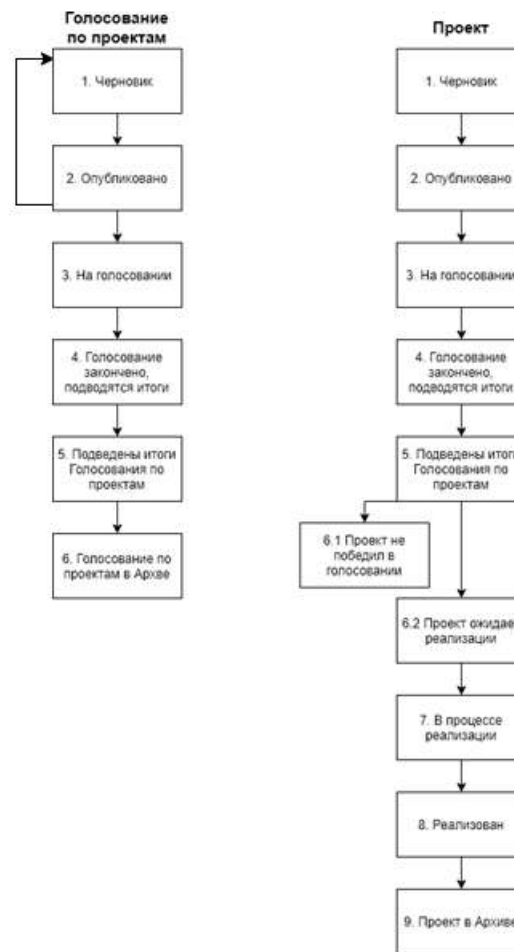 Голосование
по проектам
1. Черновик
2. Опубликовано
3. На голосовании
4. Голосование
закончено,
подводятся итоги
5. Подведены итоги
Голосования по
проектам
6. Голосование по
проектам в Архве
Проект
1. Черновик
2. Опубликовано
3. На голосовании
4. Голосование
закончено,
подводятся итоги
5. Подведены итоги
Голосования по
проектам
6.1 Проект не
победил в
голосовании
6.2 Проект ожидае
реализации
7. В процессе
реализации
8. Реализован
9. Проект в Архиве